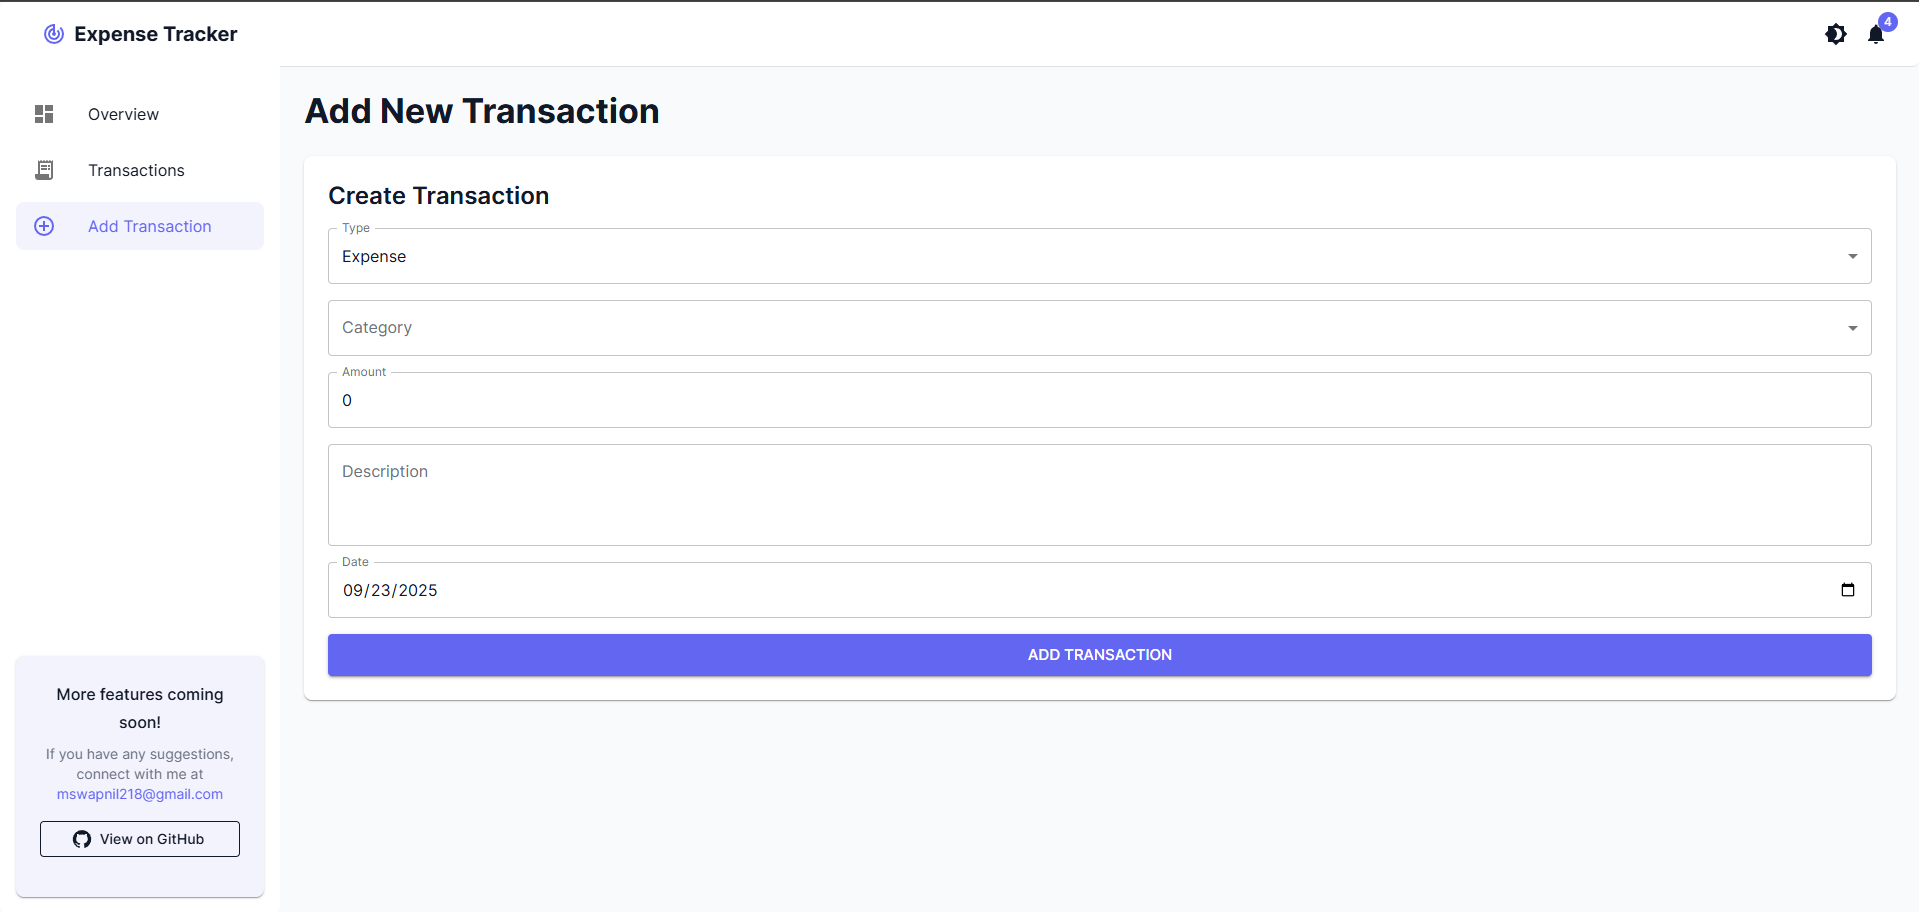 Expense Tracker
4
Overview
Transactions
Add Transaction
More features coming
soon!
If you have any suggestions,
connect with me at
mswapnil218@gmail.com
View on GitHub
Add New Transaction
Create Transaction
Type
Expense
Category
Amount
0
Description
Date
09/23/2025
ADD TRANSACTION